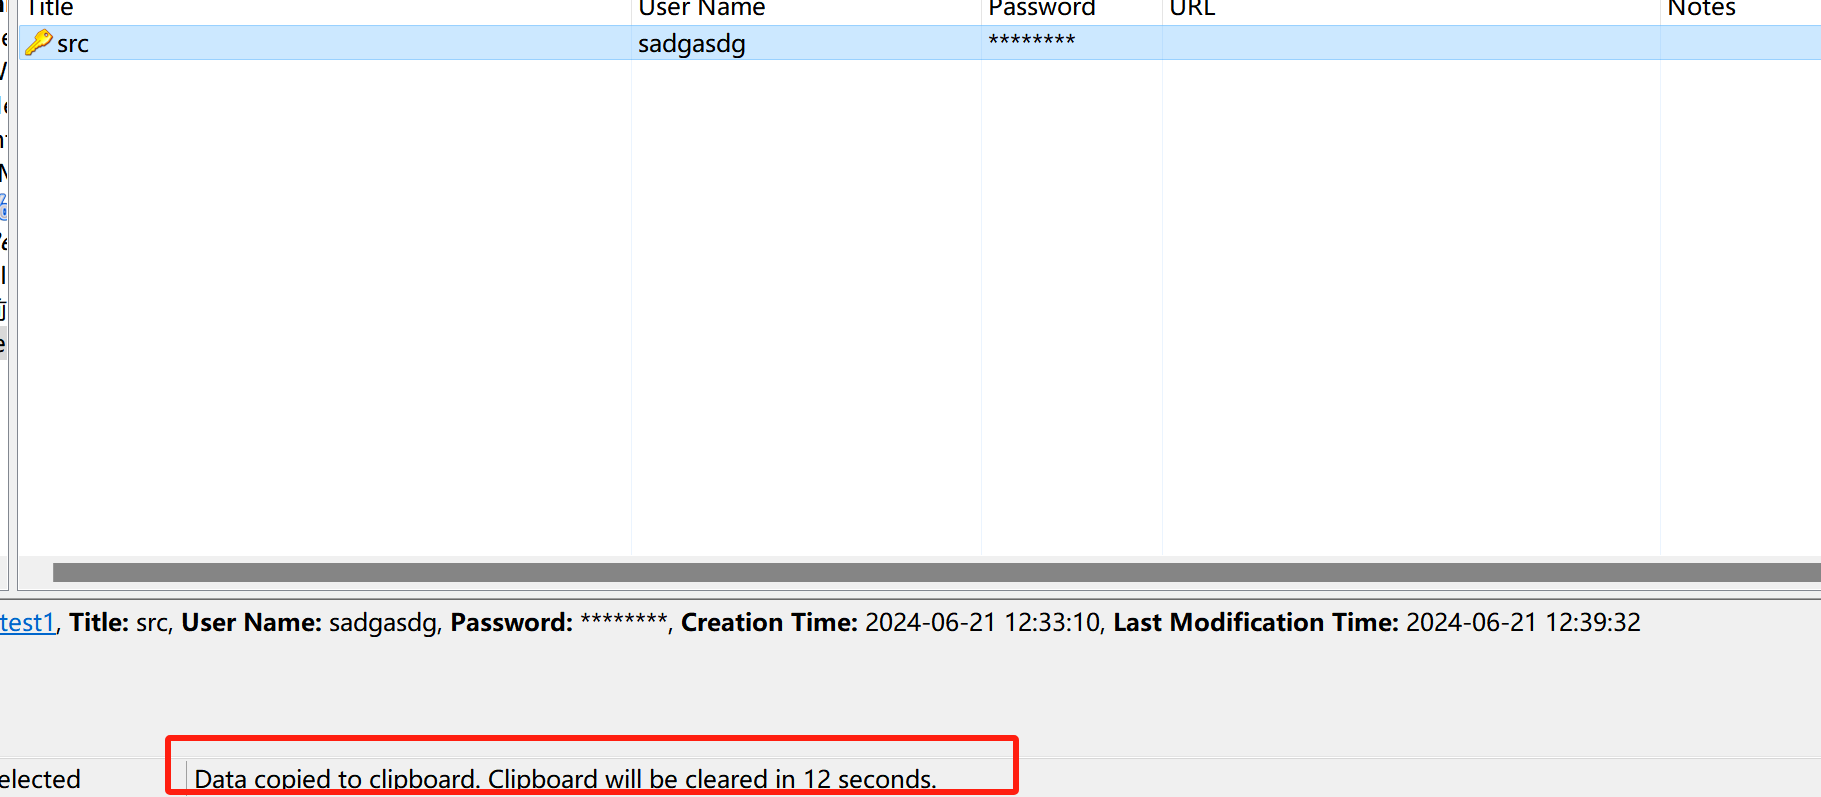 Title User Name Password URL Notes
src sadgasdg ********
test1, Title: src, User Name: sadgasdg, Password: ********, Creation Time: 2024-06-21 12:33:10, Last Modification Time: 2024-06-21 12:39:32
elected Data copied to clipboard. Clipboard will be cleared in 12 seconds.